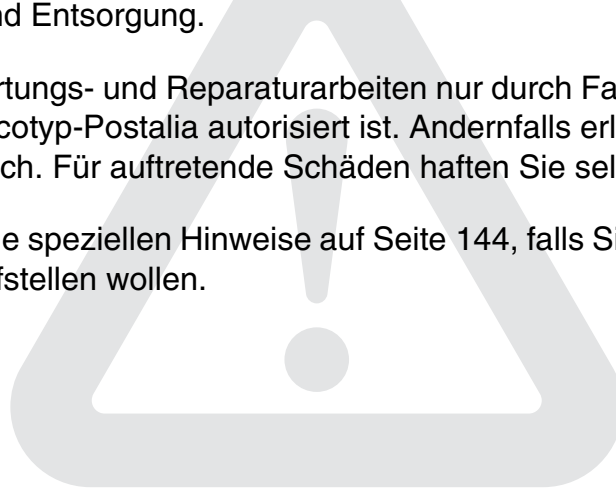 nd Entsorgung.
rtungs- und Reparaturarbeiten nur durch Fa
cotyp-Postalia autorisiert ist. Andernfalls erl
ch. Für auftretende Schäden haften Sie sel
e speziellen Hinweise auf Seite 144, falls Si
fstellen wollen.